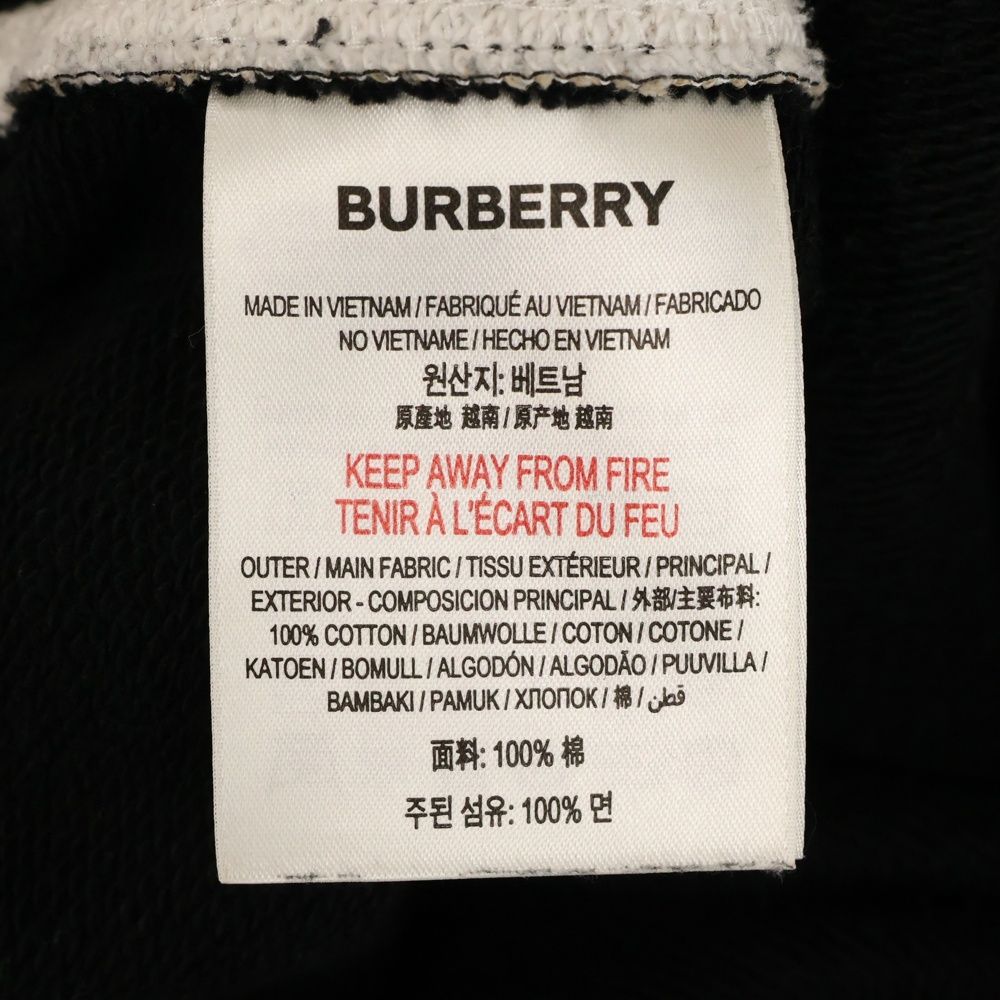 BURBERRY
MADE IN VIETNAM / FABRIQUÉ AU VIETNAM / FABRICADO
NO VIETNAME / HECHO EN VIETNAM
원산지: 베트남
原產地 越南 / 原产地 越南
KEEP AWAY FROM FIRE
TENIR À L'ÉCART DU FEU
OUTER / MAIN FABRIC / TISSU EXTÉRIEUR / PRINCIPAL /
EXTERIOR - COMPOSICION PRINCIPAL / 外部/主要布料:
100% COTTON / BAUMWOLLE / COTON / COTONE /
KATOEN / BOMULL / ALGODÓN / ALGODÃO / PUUVILLA /
BAMBAKI / PAMUK / ХЛОПОК / 棉 / قطن
面料: 100% 棉
주된 섬유: 100% 면